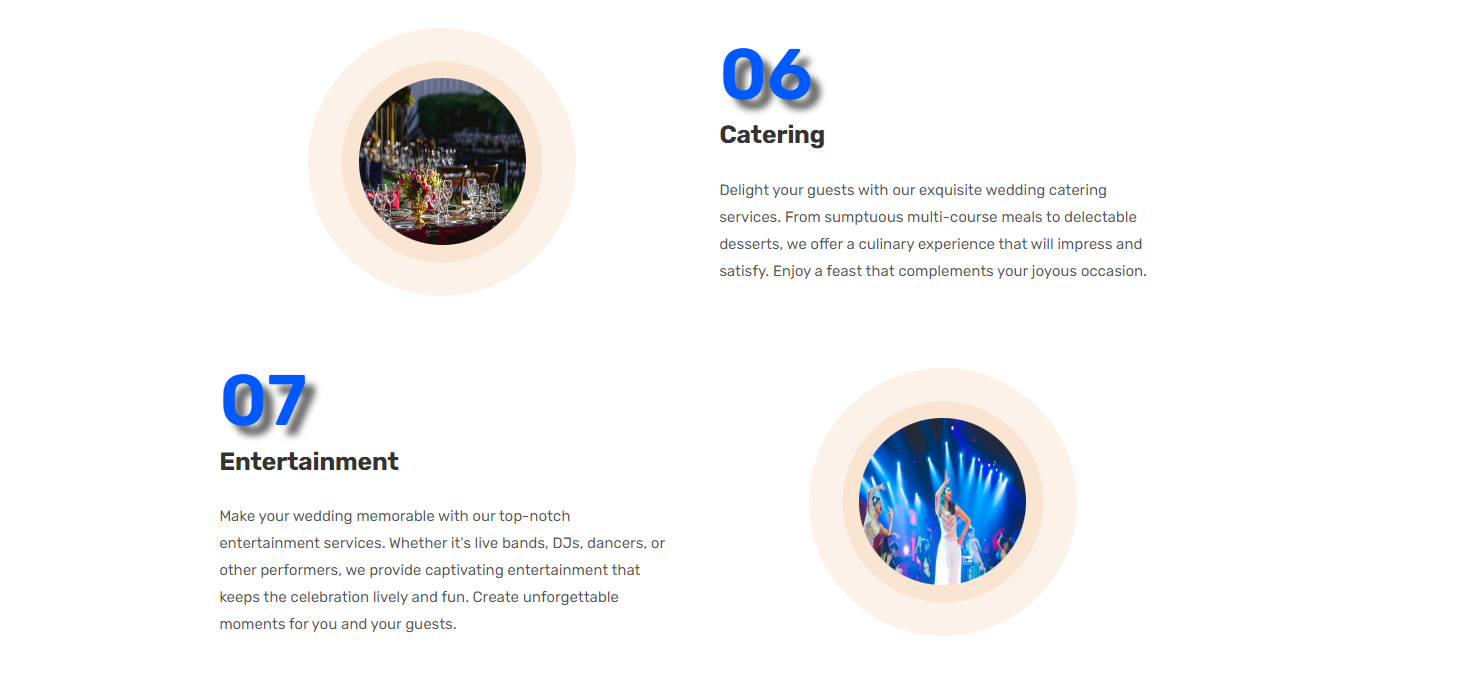 06
Catering
Delight your guests with our exquisite wedding catering
services. From sumptuous multi-course meals to delectable
desserts, we offer a culinary experience that will impress and
satisfy. Enjoy a feast that complements your joyous occasion.
07
Entertainment
Make your wedding memorable with our top-notch
entertainment services. Whether it's live bands, DJs, dancers, or
other performers, we provide captivating entertainment that
keeps the celebration lively and fun. Create unforgettable
moments for you and your guests.